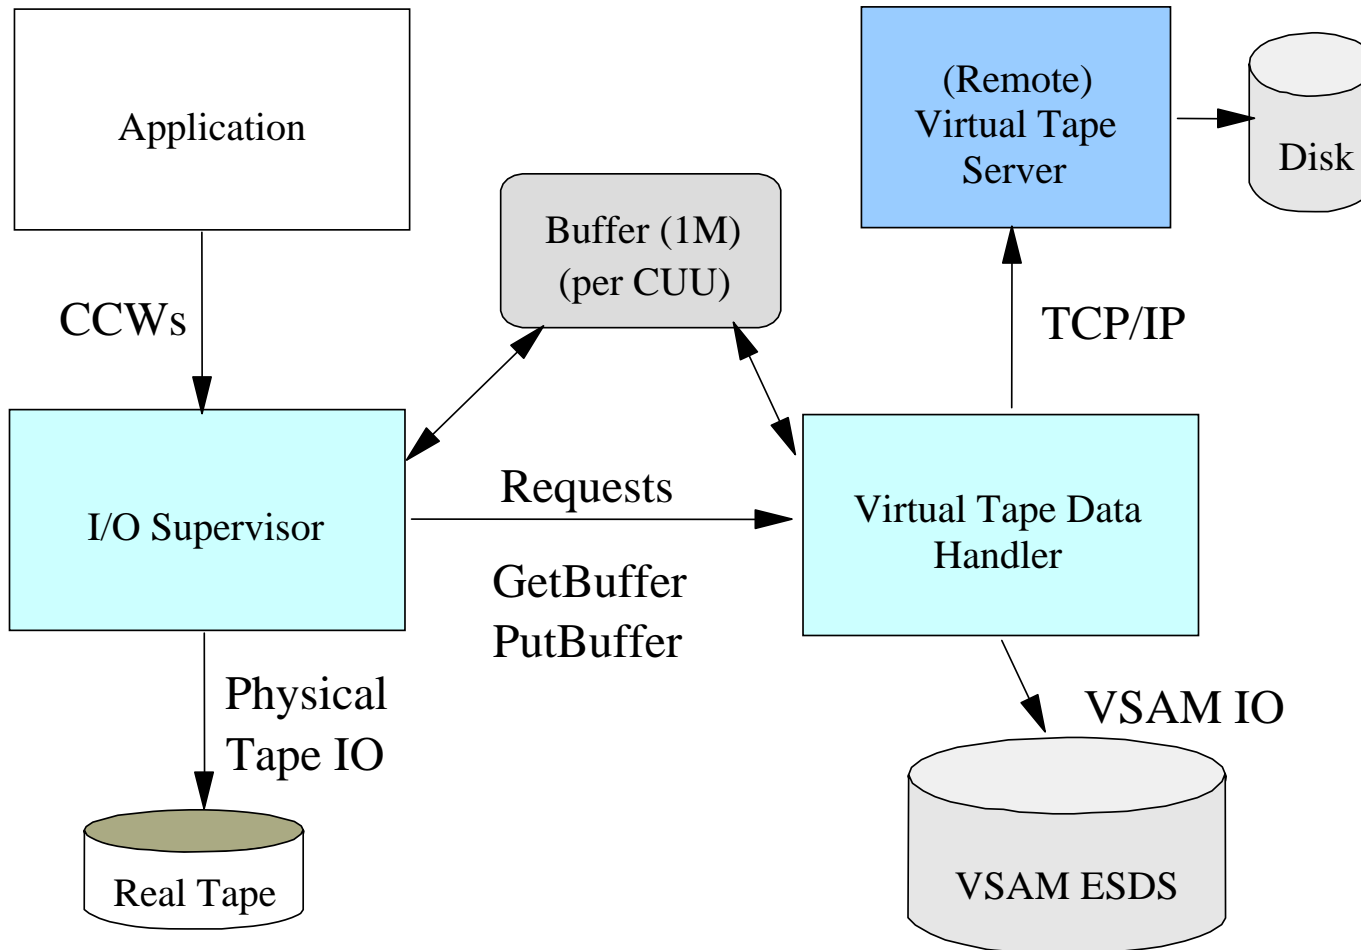 Application
(Remote)
Virtual Tape
Server
Disk
Buffer (1M)
(per CUU)
CCWs
TCP/IP
I/O Supervisor
Requests
GetBuffer
PutBuffer
Virtual Tape Data
Handler
Physical
Tape IO
VSAM IO
Real Tape
VSAM ESDS